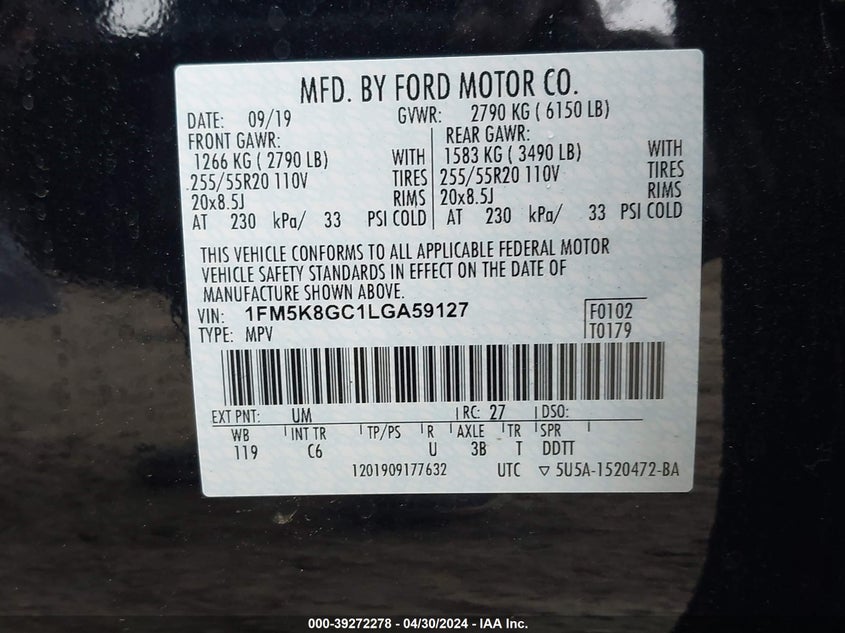 MFD. BY FORD MOTOR CO.
DATE: 09/19 GVWR: 2790 KG ( 6150 LB)
FRONT GAWR: REAR GAWR:
1266 KG ( 2790 LB) WITH 1583 KG ( 3490 LB) WITH
255/55R20 110V TIRES 255/55R20 110V TIRES
20x8.5J RIMS 20x8.5J RIMS
AT 230 kPa/ 33 PSI COLD AT 230 kPa/ 33 PSI COLD
THIS VEHICLE CONFORMS TO ALL APPLICABLE FEDERAL MOTOR
VEHICLE SAFETY STANDARDS IN EFFECT ON THE DATE OF
MANUFACTURE SHOWN ABOVE.
VIN: 1FM5K8GC1LGA59127 F0102
TYPE: MPV T0179
EXT PNT: UM RC: 27 DSO:
WB INT TR TP/PS R AXLE TR SPR
119 C6 U 3B T DDTT
1201909177632 UTC ▽ 5U5A-1520472-BA
000-39272278 - 04/30/2024 - IAA Inc.